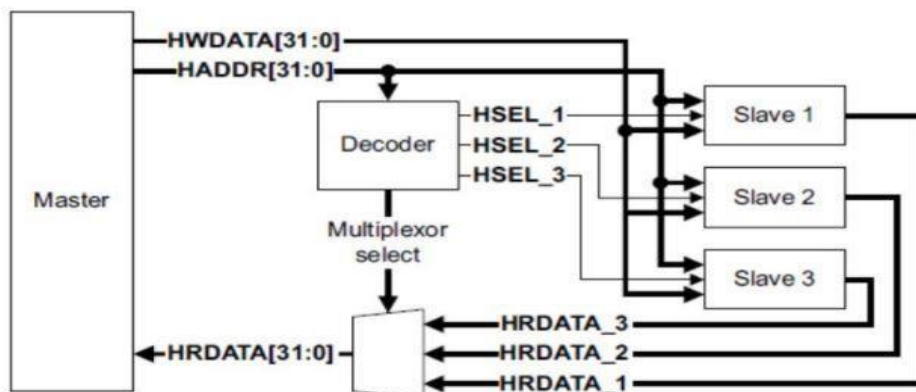 HWDATA[31:0]
HADDR[31:0]
Master
Decoder
HSEL_1
HSEL_2
HSEL_3
Slave 1
Slave 2
Slave 3
Multiplexor
select
HRDATA_3
HRDATA[31:0]
HRDATA_2
HRDATA_1